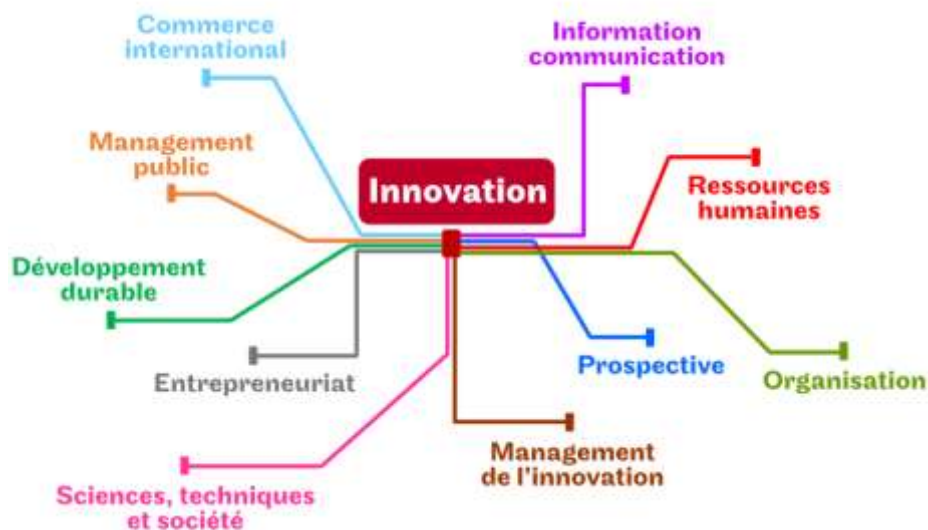 Commerce
international
Information
communication
Management
public
Innovation
Ressources
humaines
Développement
durable
Entrepreneuriat
Prospective
Organisation
Management
de l'innovation
Sciences, techniques
et société